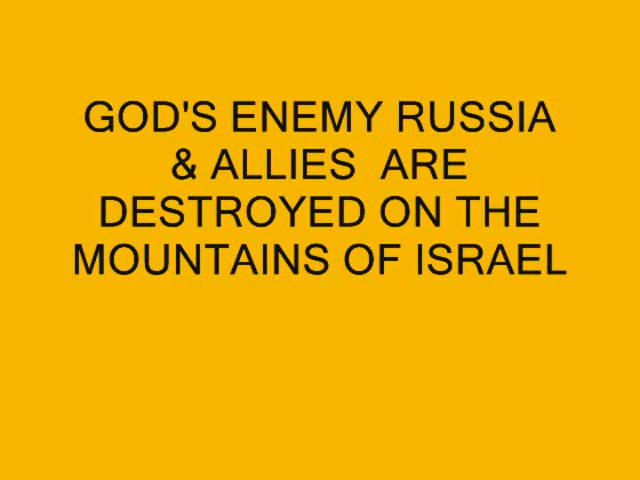 GOD'S ENEMY RUSSIA
& ALLIES  ARE
DESTROYED ON THE
MOUNTAINS OF ISRAEL